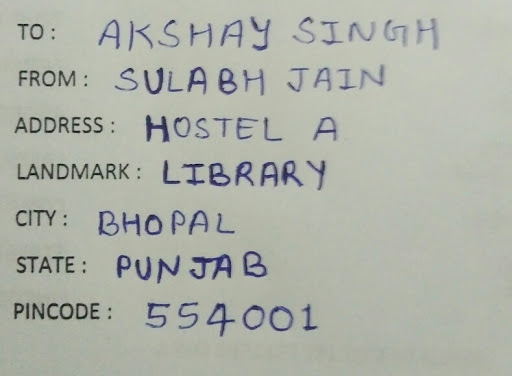 TO : AKSHAY SINGH
FROM : SULABH JAIN
ADDRESS : HOSTEL A
LANDMARK : LIBRARY
CITY : BHOPAL
STATE : PUNJAB
PINCODE : 554001